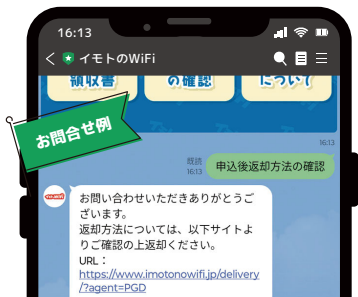 16:13
イモトのWiFi
領収書
の確認
について
お問合せ例
16:13
既読
16:13
申込後返却方法の確認
お問い合わせいただきありがとうございます。
返却方法については、以下サイトよりご確認の上返却ください。
URL：
https://www.imotonowifi.jp/delivery
/?agent=PGD